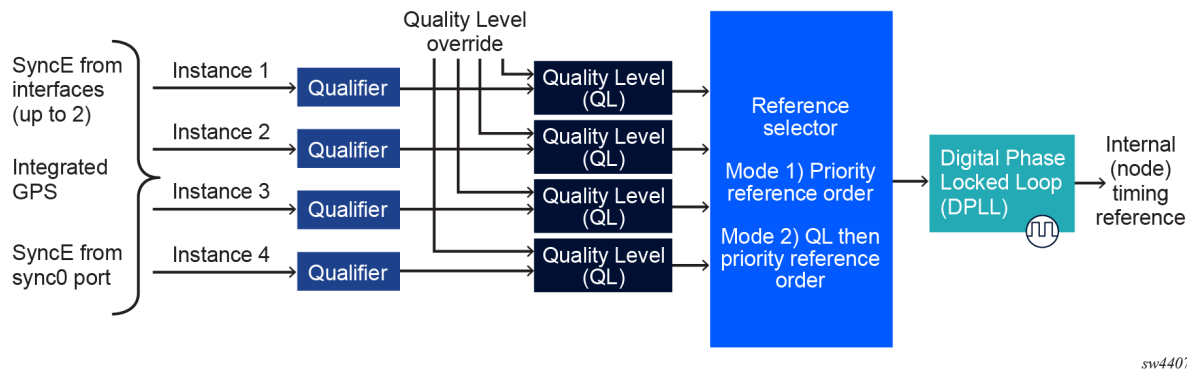 SyncE from
interfaces
(up to 2)
Integrated
GPS
SyncE from
sync0 port
Instance 1
Instance 2
Instance 3
Instance 4
Qualifier
Qualifier
Qualifier
Qualifier
Quality Level
override
Quality Level
(QL)
Quality Level
(QL)
Quality Level
(QL)
Quality Level
(QL)
Reference
selector
Mode 1) Priority
reference order
Mode 2) QL then
priority reference
order
Digital Phase
Locked Loop
(DPLL)
Internal
(node)
timing
reference
sw4407